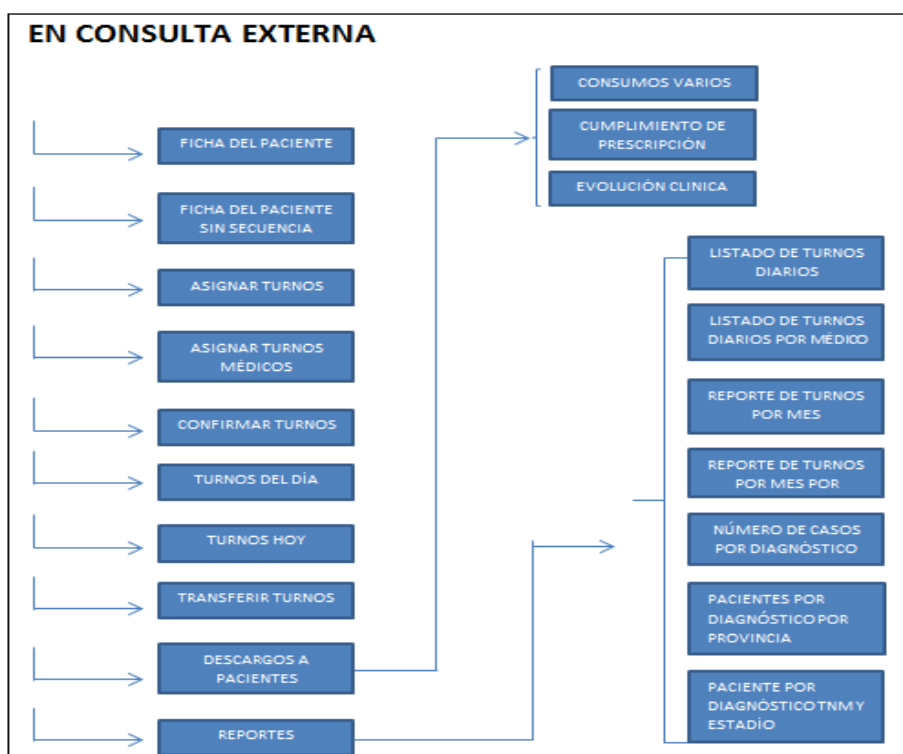 EN CONSULTA EXTERNA
FICHA DEL PACIENTE
FICHA DEL PACIENTE
SIN SECUENCIA
ASIGNAR TURNOS
ASIGNAR TURNOS
MÉDICOS
CONFIRMAR TURNOS
TURNOS DEL DÍA
TURNOS HOY
TRANSFERIR TURNOS
DESCARGOS A
PACIENTES
REPORTES
CONSUMOS VARIOS
CUMPLIMIENTO DE
PRESCRIPCIÓN
EVOLUCIÓN CLINICA
LISTADO DE TURNOS
DIARIOS
LISTADO DE TURNOS
DIARIOS POR MÉDICO
REPORTE DE TURNOS
POR MES
REPORTE DE TURNOS
POR MES POR
NÚMERO DE CASOS
POR DIAGNÓSTICO
PACIENTES POR
DIAGNÓSTICO POR
PROVINCIA
PACIENTE POR
DIAGNÓSTICO TNM Y
ESTADÍO